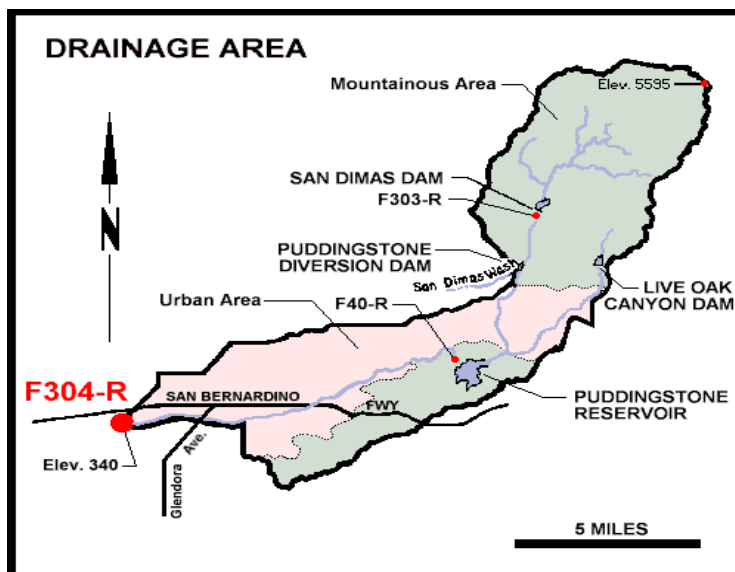 DRAINAGE AREA
Mountainous Area
Elev. 5595
SAN DIMAS DAM
F303-R
N
PUDDINGSTONE
DIVERSION DAM
San Dimas Wash
LIVE OAK
CANYON DAM
Urban Area
F40-R
F304-R
SAN BERNARDINO
FWY
PUDDINGSTONE
RESERVOIR
Elev. 340
Glendora Ave.
5 MILES